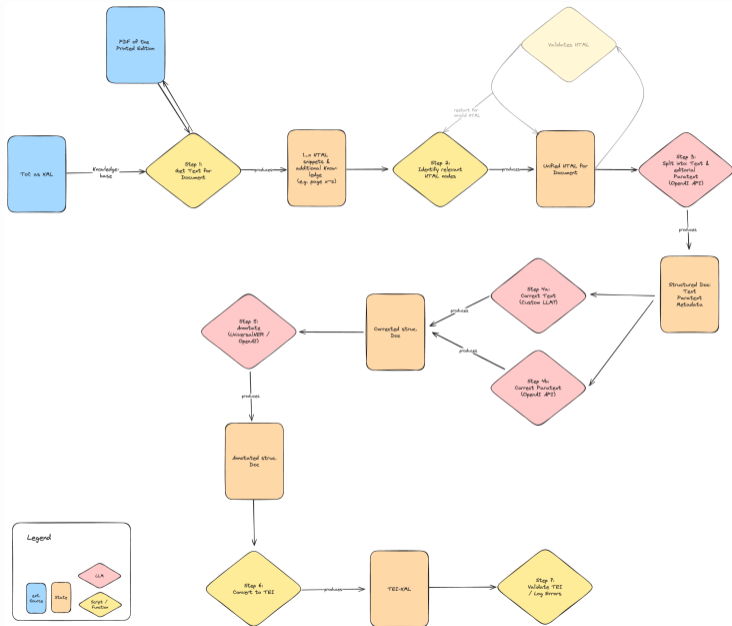 PDF of the
Printed Edition
Validates HTML
restart for
invalid HTML
ToC as XML
Knowledge-
base
Step 1:
Get Text for
Document
produces
1..n HTML
snippets &
additional Know-
ledge
(e.g. page n-z)
Step 2:
Identify relevant
HTML nodes
produces
Unified HTML for
Document
Step 3:
Split into: Text &
editorial
Paratext
(OpenAI API)
produces
Structured Doc:
Text
Paratext
Metadata
Step 4a:
Correct Text
(Custom LLM?)
produces
Step 4b:
Correct Paratext
(OpenAI API)
produces
Corrected struc.
Doc
Step 5:
Annotate
(UniversalNER /
OpenAI)
produces
Annotated struc.
Doc
Step 6:
Convert to TEI
produces
TEI-XML
Step 7:
Validate TEI
/ Log Errors
Legend
ext.
Source
State
LLM
Script /
function